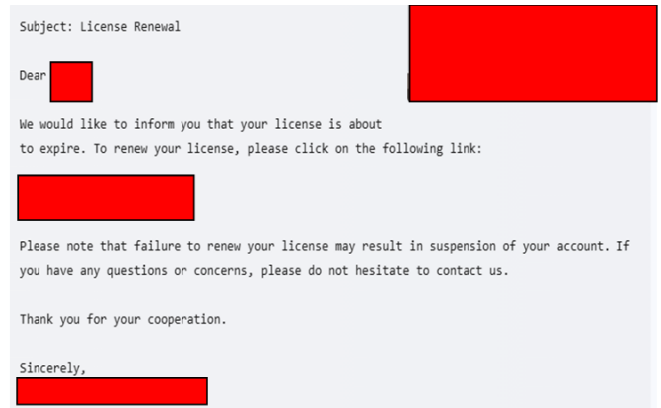 Subject: License Renewal
Dear
We would like to inform you that your license is about
to expire. To renew your license, please click on the following link:
Please note that failure to renew your license may result in suspension of your account. If
you have any questions or concerns, please do not hesitate to contact us.
Thank you for your cooperation.
Sincerely,